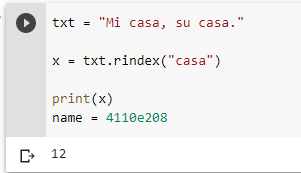 txt = "Mi casa, su casa."
x = txt.rindex("casa")
print(x)
name = 4110e208
12